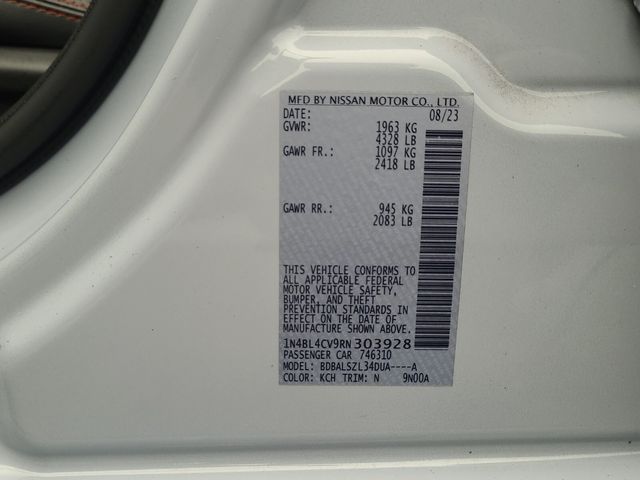 MFD BY NISSAN MOTOR CO., LTD.
DATE: 08/23
GVWR: 1963 KG
4328 LB
GAWR FR.: 1097 KG
2418 LB
GAWR RR.: 945 KG
2083 LB
THIS VEHICLE CONFORMS TO
ALL APPLICABLE FEDERAL
MOTOR VEHICLE SAFETY,
BUMPER, AND THEFT
PREVENTION STANDARDS IN
EFFECT ON THE DATE OF
MANUFACTURE SHOWN ABOVE.
1N4BL4CV9RN303928
PASSENGER CAR 746310
MODEL: BDBALSZL34DUA----A
COLOR: KCH TRIM: N 9N00A